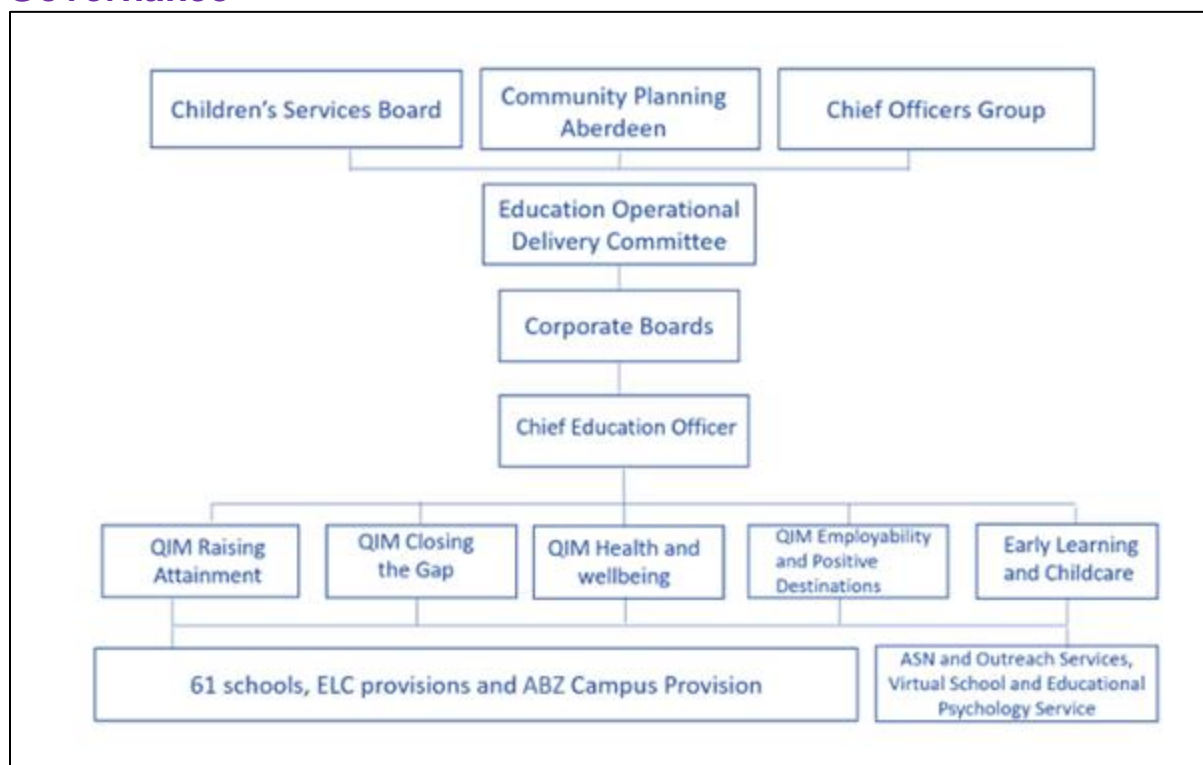 Governance
Children's Services Board
Community Planning
Aberdeen
Chief Officers Group
Education Operational
Delivery Committee
Corporate Boards
Chief Education Officer
QIM Raising
Attainment
QIM Closing
the Gap
QIM Health and
wellbeing
QIM Employability
and Positive
Destinations
Early Learning
and Childcare
61 schools, ELC provisions and ABZ Campus Provision
ASN and Outreach Services,
Virtual School and Educational
Psychology Service